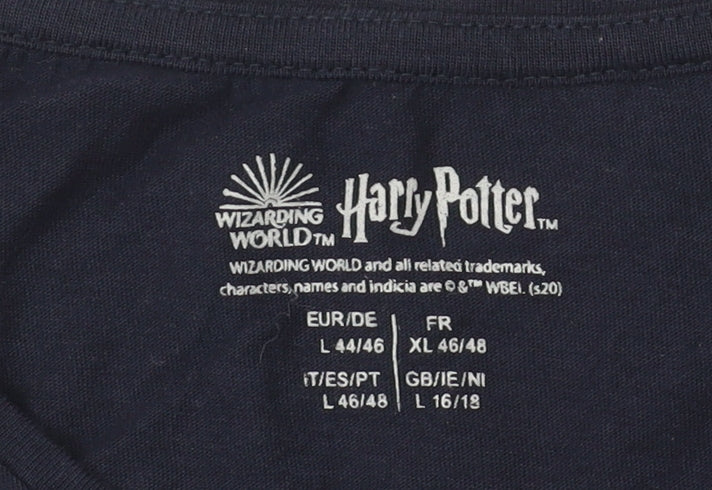 WIZARDING WORLD™
Harry Potter™
WIZARDING WORLD and all related trademarks,
characters, names and indicia are © & ™ WBEI. (s20)
EUR/DE
L 44/46
FR
XL 46/48
IT/ES/PT
L 46/48
GB/IE/NI
L 16/18